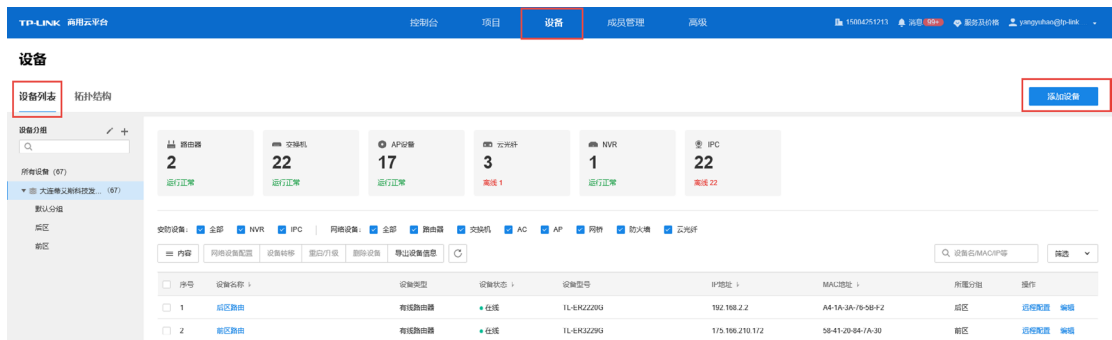 TP-LINK 商用云平台 控制台 项目 设备 成员管理 高级 15004251213 消息 99+ 服务及价格 yangyuhan@tp-link
设备
设备列表 拓扑结构 添加设备
设备分组
所有设备 (67)
大连希义斯科技发... (67)
默认分组
后区
前区
路由器 交换机 AP设备 云光纤 NVR IPC
2 22 17 3 1 22
运行正常 运行正常 运行正常 离线 1 运行正常 离线 22
安防设备: 全部 NVR IPC 网络设备: 全部 路由器 交换机 AC AP 网桥 防火墙 云光纤
内容 网络设备配置 设备转移 重启/升级 删除设备 导出设备信息 设备名/MAC/IP等 筛选
序号 设备名称 设备类型 设备状态 设备型号 IP地址 MAC地址 所属分组 操作
1 后区路由 有线路由器 在线 TL-ER2220G 192.168.2.2 A4-1A-3A-76-5B-F2 后区 远程配置 编辑
2 前区路由 有线路由器 在线 TL-ER3229G 175.166.210.172 58-41-20-84-7A-30 前区 远程配置 编辑